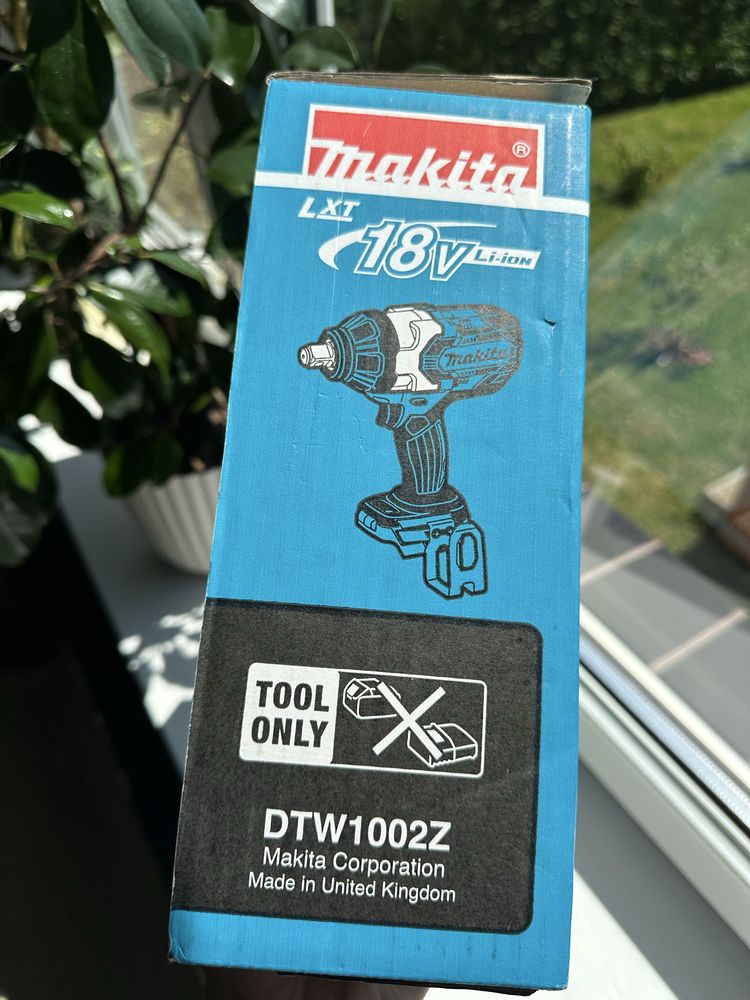 makita®
LXT
18V Li-ion
makita
TOOL
ONLY
DTW1002Z
Makita Corporation
Made in United Kingdom